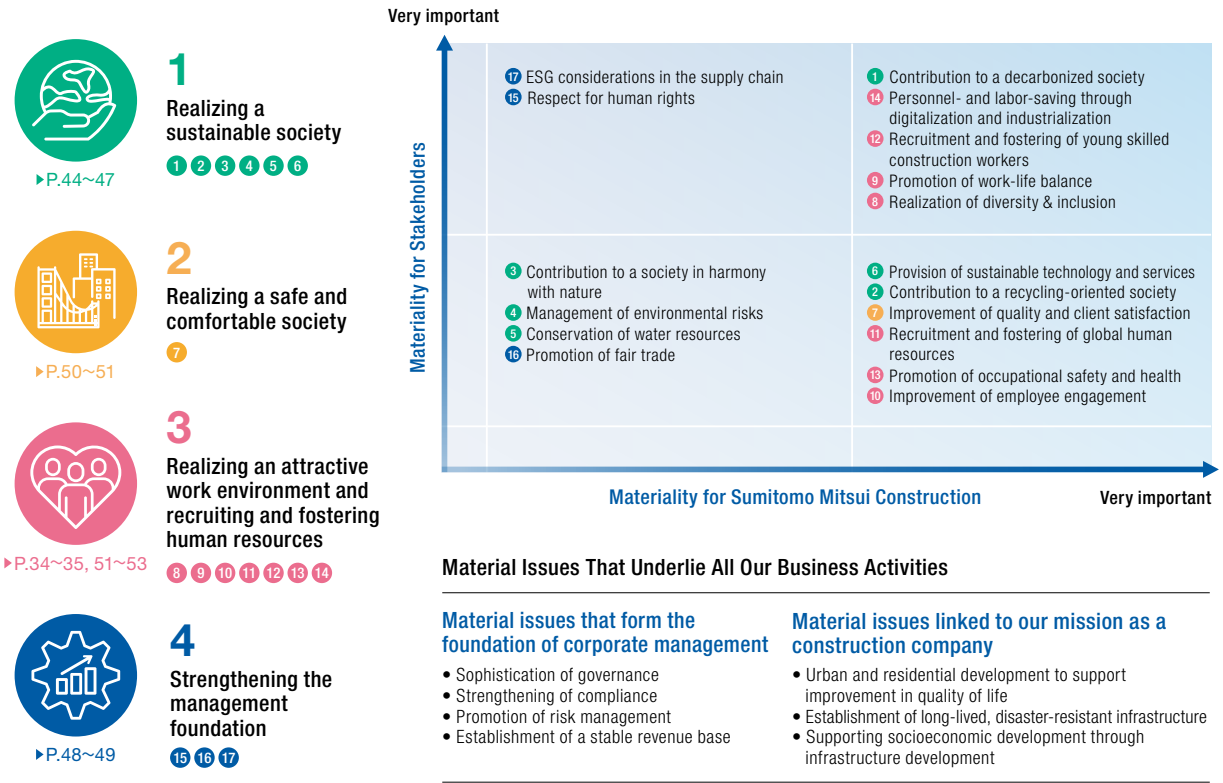 1
Realizing a
sustainable society
1 2 3 4 5 6
▶P.44~47
2
Realizing a safe and
comfortable society
7
▶P.50~51
3
Realizing an attractive
work environment and
recruiting and fostering
human resources
8 9 10 11 12 13 14
▶P.34~35, 51~53
4
Strengthening the
management
foundation
15 16 17
▶P.48~49
Very important
Materiality for Stakeholders
17 ESG considerations in the supply chain
15 Respect for human rights
1 Contribution to a decarbonized society
14 Personnel- and labor-saving through
digitalization and industrialization
12 Recruitment and fostering of young skilled
construction workers
9 Promotion of work-life balance
8 Realization of diversity & inclusion
3 Contribution to a society in harmony
with nature
4 Management of environmental risks
5 Conservation of water resources
16 Promotion of fair trade
6 Provision of sustainable technology and services
2 Contribution to a recycling-oriented society
7 Improvement of quality and client satisfaction
11 Recruitment and fostering of global human
resources
13 Promotion of occupational safety and health
10 Improvement of employee engagement
Materiality for Sumitomo Mitsui Construction
Very important
Material Issues That Underlie All Our Business Activities
Material issues that form the
foundation of corporate management
• Sophistication of governance
• Strengthening of compliance
• Promotion of risk management
• Establishment of a stable revenue base
Material issues linked to our mission as a
construction company
• Urban and residential development to support
improvement in quality of life
• Establishment of long-lived, disaster-resistant infrastructure
• Supporting socioeconomic development through
infrastructure development